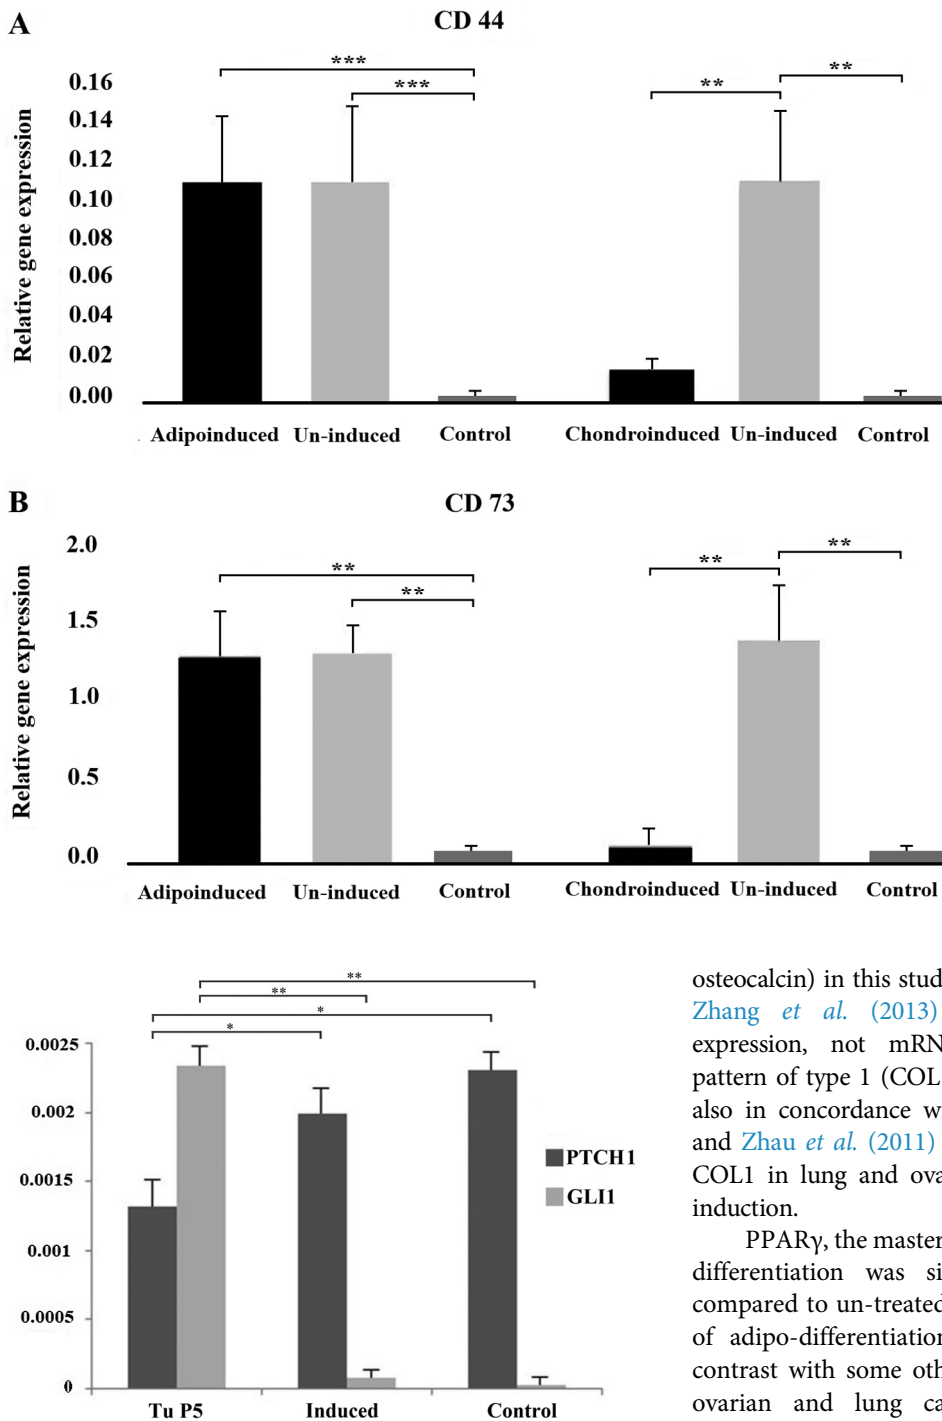 A
CD 44
Relative gene expression
0.16
0.14
0.12
0.10
0.08
0.06
0.04
0.02
0.00
***
***
**
**
Adipoinduced Un-induced Control Chondroinduced Un-induced Control
B
CD 73
Relative gene expression
2.0
1.5
1.0
0.5
0.0
**
**
**
**
Adipoinduced Un-induced Control Chondroinduced Un-induced Control
**
**
*
*
0.0025
0.002
0.0015
0.001
0.0005
0
PTCH1
GLI1
Tu P5 Induced Control
osteocalcin) in this stud
Zhang et al. (2013)
expression, not mRN
pattern of type 1 (COL
also in concordance w
and Zhau et al. (2011)
COL1 in lung and ova
induction.
PPARγ, the master
differentiation was si
compared to un-treated
of adipo-differentiation
contrast with some oth
ovarian and lung ca